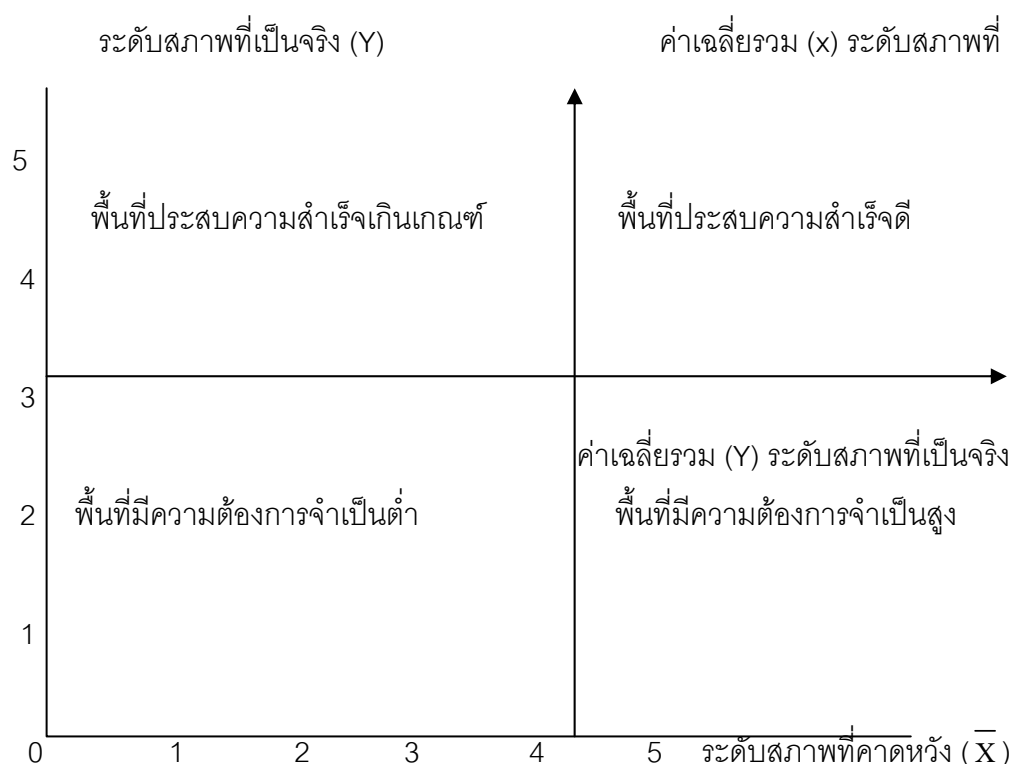 ระดับสภาพที่เป็นจริง (Y) ค่าเฉลี่ยรวม (x) ระดับสภาพที่
5
พื้นที่ประสบความสำเร็จเกินเกณฑ์ พื้นที่ประสบความสำเร็จดี
4
3
ค่าเฉลี่ยรวม (Y) ระดับสภาพที่เป็นจริง
2 พื้นที่มีความต้องการจำเป็นต่ำ พื้นที่มีความต้องการจำเป็นสูง
1
0 1 2 3 4 5 ระดับสภาพที่คาดหวัง (X̅)